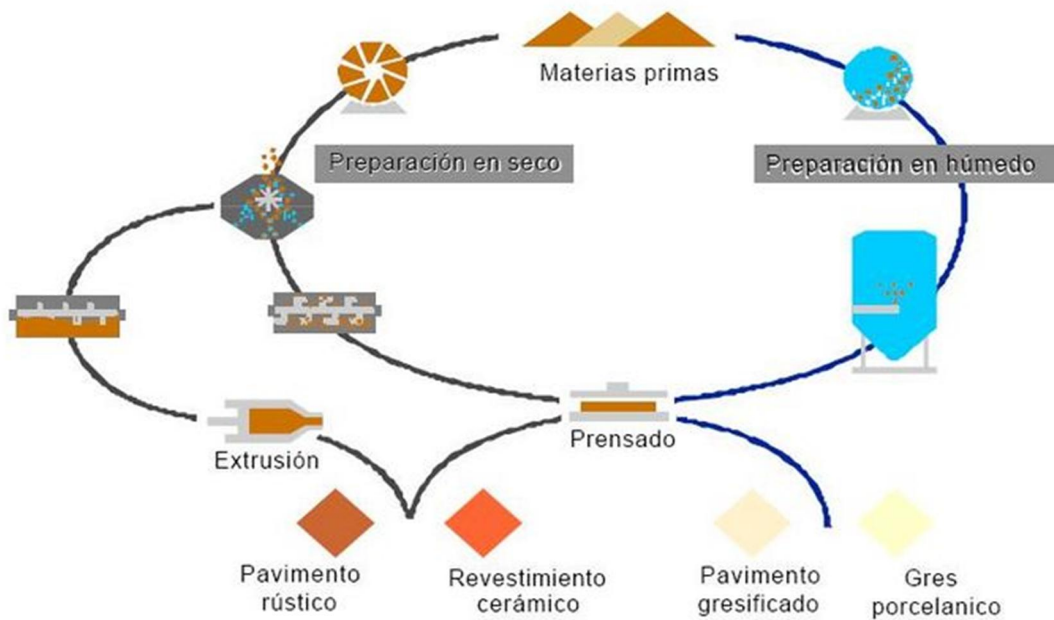 Materias primas
Preparación en seco
Preparación en húmedo
Extrusión
Prensado
Pavimento
rústico
Revestimiento
cerámico
Pavimento
gresificado
Gres
porcelanico